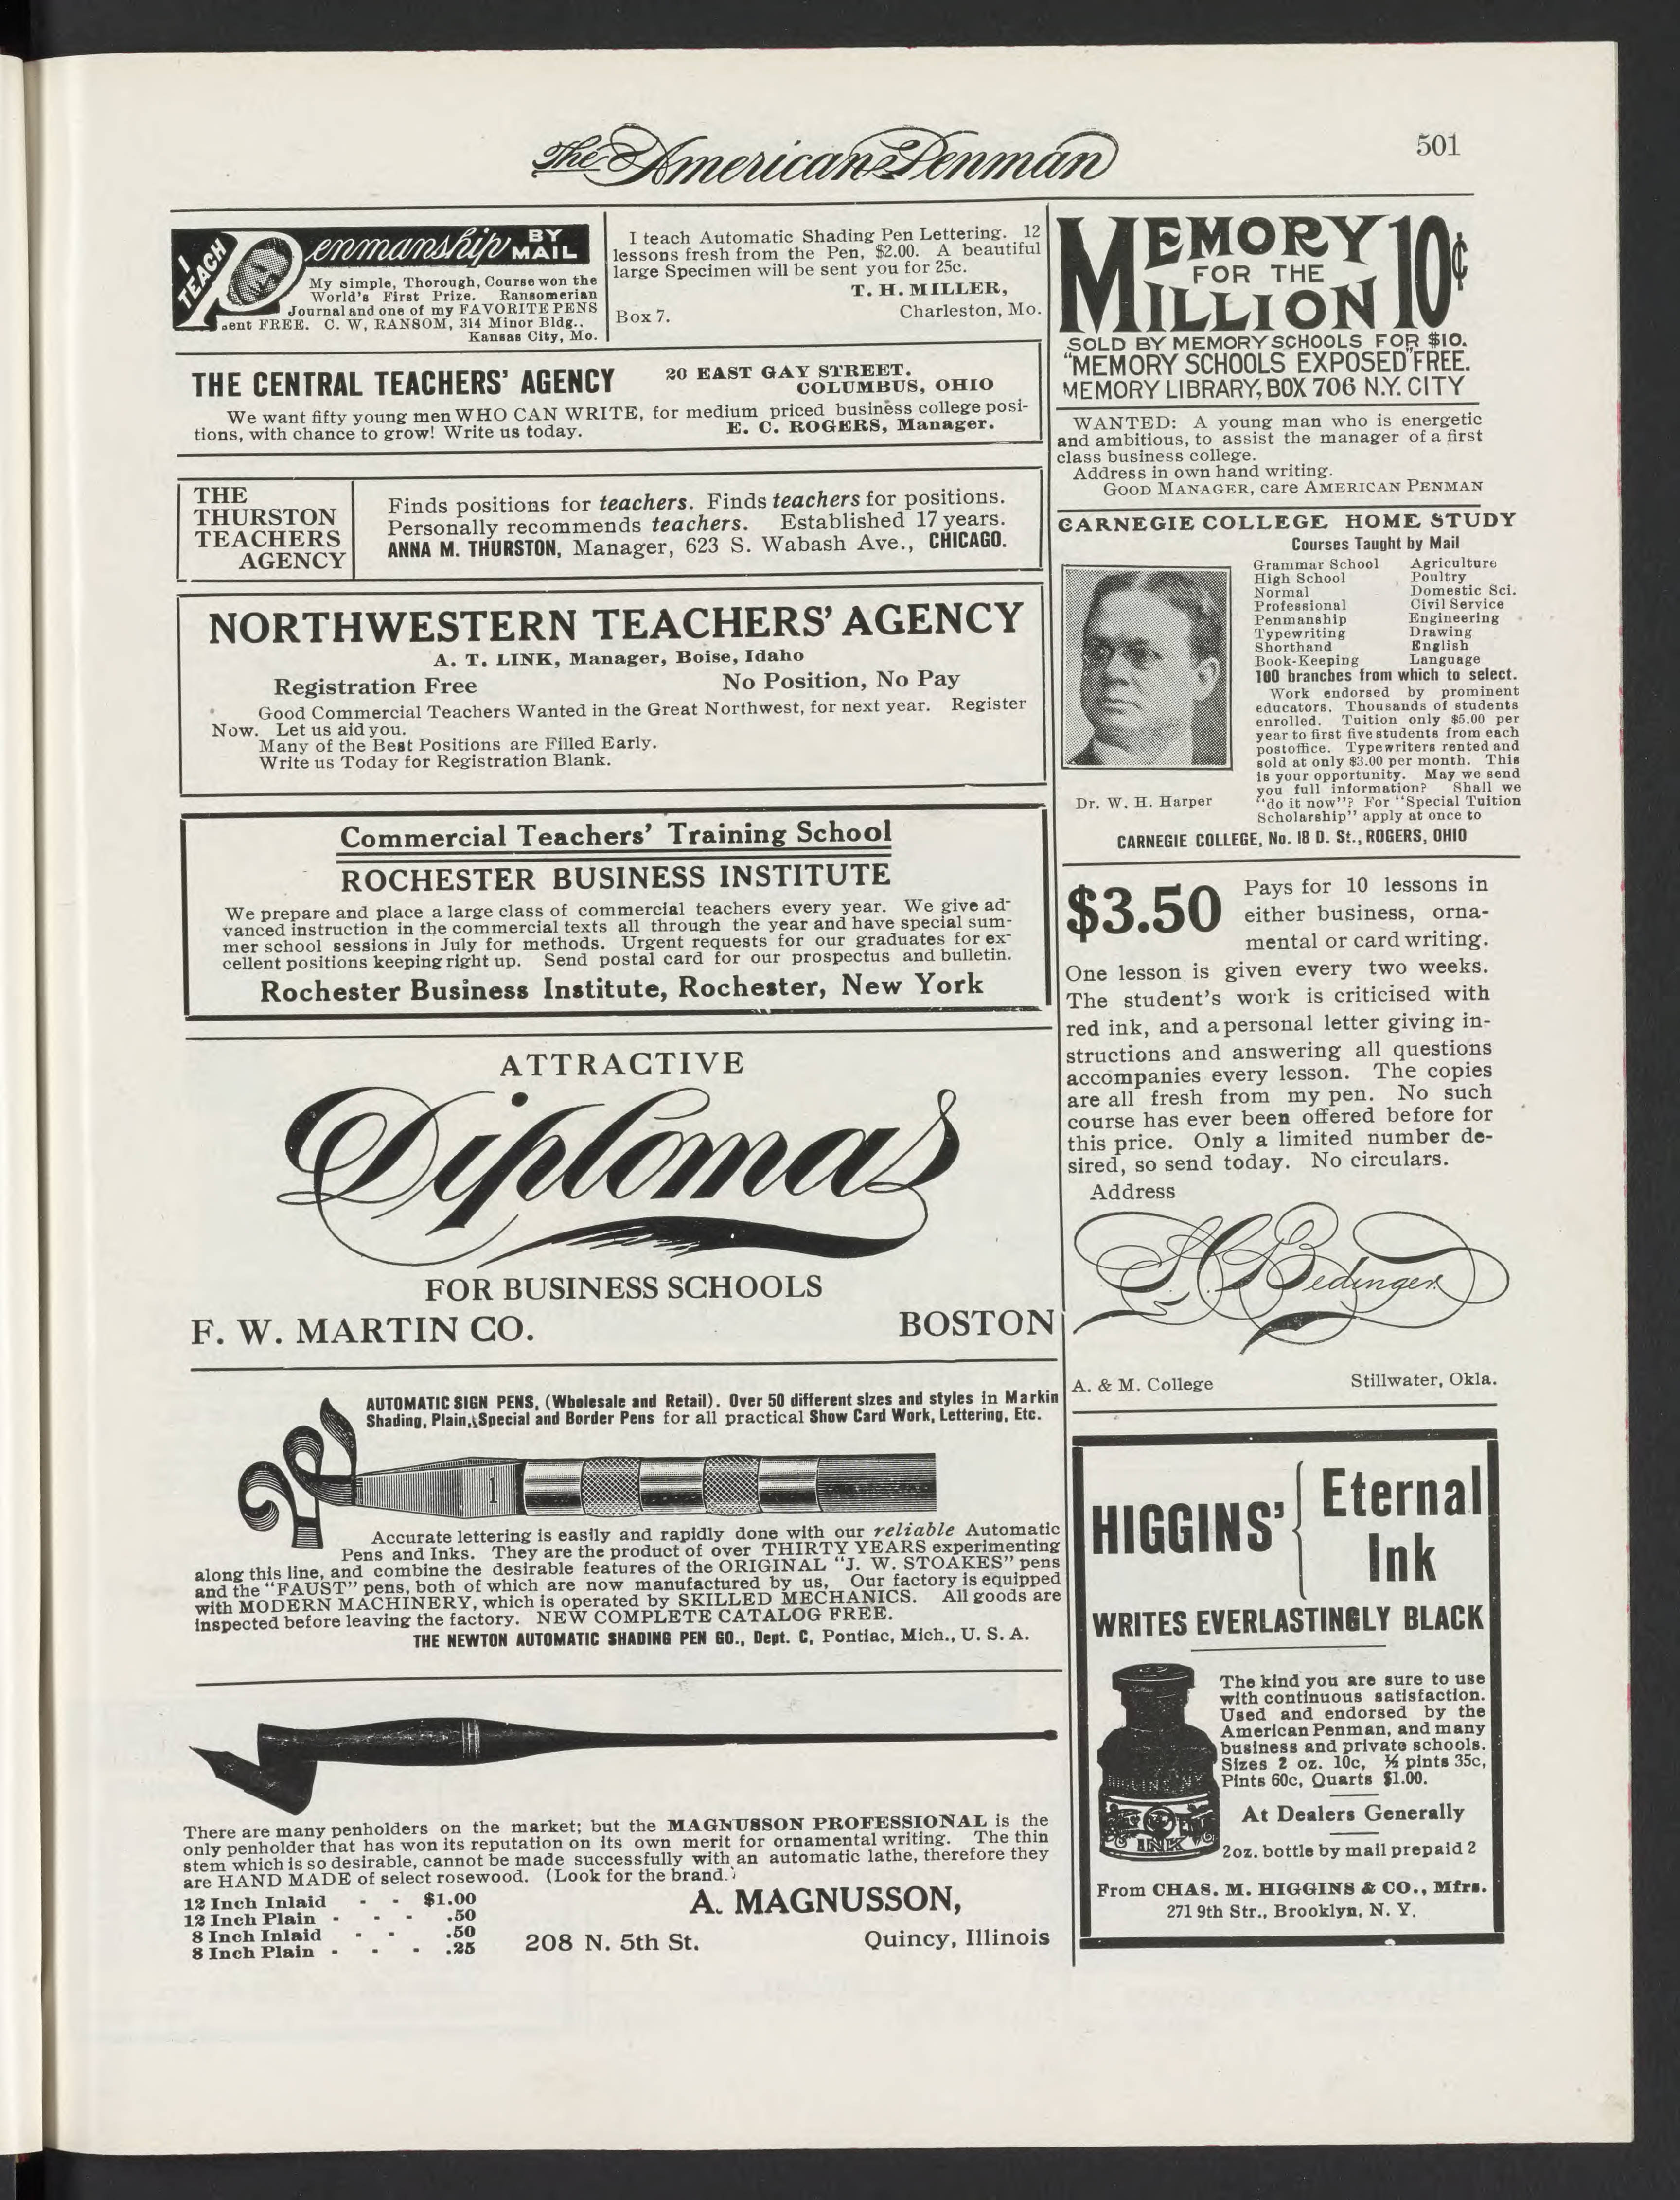 The American Penman
501
I TEACH
Penmanship BY MAIL
My simple, Thorough, Course won the
World's First Prize. Ransomerian
Journal and one of my FAVORITE PENS
sent FREE. C. W, RANSOM, 314 Minor Bldg.,
Kansas City, Mo.
I teach Automatic Shading Pen Lettering. 12
lessons fresh from the Pen, $2.00. A beautiful
large Specimen will be sent you for 25c.
T. H. MILLER,
Box 7. Charleston, Mo.
THE CENTRAL TEACHERS' AGENCY
20 EAST GAY STREET.
COLUMBUS, OHIO
We want fifty young men WHO CAN WRITE, for medium priced business college posi-
tions, with chance to grow! Write us today. E. C. ROGERS, Manager.
THE
THURSTON
TEACHERS
AGENCY
Finds positions for teachers. Finds teachers for positions.
Personally recommends teachers. Established 17 years.
ANNA M. THURSTON, Manager, 623 S. Wabash Ave., CHICAGO.
NORTHWESTERN TEACHERS' AGENCY
A. T. LINK, Manager, Boise, Idaho
Registration Free No Position, No Pay
Good Commercial Teachers Wanted in the Great Northwest, for next year. Register
Now. Let us aid you.
Many of the Best Positions are Filled Early.
Write us Today for Registration Blank.
Commercial Teachers' Training School
ROCHESTER BUSINESS INSTITUTE
We prepare and place a large class of commercial teachers every year. We give ad-
vanced instruction in the commercial texts all through the year and have special sum-
mer school sessions in July for methods. Urgent requests for our graduates for ex-
cellent positions keeping right up. Send postal card for our prospectus and bulletin.
Rochester Business Institute, Rochester, New York
ATTRACTIVE
Diplomas
FOR BUSINESS SCHOOLS
F. W. MARTIN CO. BOSTON
AUTOMATIC SIGN PENS, (Wholesale and Retail). Over 50 different sizes and styles in Markin
Shading, Plain, Special and Border Pens for all practical Show Card Work, Lettering, Etc.
1
Accurate lettering is easily and rapidly done with our reliable Automatic
Pens and Inks. They are the product of over THIRTY YEARS experimenting
along this line, and combine the desirable features of the ORIGINAL "J. W. STOAKES" pens
and the "FAUST" pens, both of which are now manufactured by us, Our factory is equipped
with MODERN MACHINERY, which is operated by SKILLED MECHANICS. All goods are
inspected before leaving the factory. NEW COMPLETE CATALOG FREE.
THE NEWTON AUTOMATIC SHADING PEN GO., Dept. C, Pontiac, Mich., U. S. A.
There are many penholders on the market; but the MAGNUSSON PROFESSIONAL is the
only penholder that has won its reputation on its own merit for ornamental writing. The thin
stem which is so desirable, cannot be made successfully with an automatic lathe, therefore they
are HAND MADE of select rosewood. (Look for the brand.)
12 Inch Inlaid - - $1.00
12 Inch Plain - - - .50
8 Inch Inlaid - - .50
8 Inch Plain - - - .25
A. MAGNUSSON,
208 N. 5th St. Quincy, Illinois
MEMORY 10¢
FOR THE
MILLION
SOLD BY MEMORY SCHOOLS FOR $10.
"MEMORY SCHOOLS EXPOSED" FREE.
MEMORY LIBRARY, BOX 706 N.Y. CITY
WANTED: A young man who is energetic
and ambitious, to assist the manager of a first
class business college.
Address in own hand writing.
GOOD MANAGER, care AMERICAN PENMAN
CARNEGIE COLLEGE HOME STUDY
Courses Taught by Mail
Grammar School Agriculture
High School Poultry
Normal Domestic Sci.
Professional Civil Service
Penmanship Engineering
Typewriting Drawing
Shorthand English
Book-Keeping Language
100 branches from which to select.
Work endorsed by prominent
educators. Thousands of students
enrolled. Tuition only $5.00 per
year to first five students from each
postoffice. Typewriters rented and
sold at only $3.00 per month. This
is your opportunity. May we send
you full information? Shall we
"do it now"? For "Special Tuition
Scholarship" apply at once to
Dr. W. H. Harper
CARNEGIE COLLEGE, No. 18 D. St., ROGERS, OHIO
$3.50 Pays for 10 lessons in
either business, orna-
mental or card writing.
One lesson is given every two weeks.
The student's work is criticised with
red ink, and a personal letter giving in-
structions and answering all questions
accompanies every lesson. The copies
are all fresh from my pen. No such
course has ever been offered before for
this price. Only a limited number de-
sired, so send today. No circulars.
Address
Bedinger
A. & M. College Stillwater, Okla.
HIGGINS' Eternal
Ink
WRITES EVERLASTINGLY BLACK
The kind you are sure to use
with continuous satisfaction.
Used and endorsed by the
American Penman, and many
business and private schools.
Sizes 2 oz. 10c, ½ pints 35c,
Pints 60c, Quarts $1.00.
INK
At Dealers Generally
2oz. bottle by mail prepaid 2
From CHAS. M. HIGGINS & CO., Mfrs.
271 9th Str., Brooklyn, N. Y.